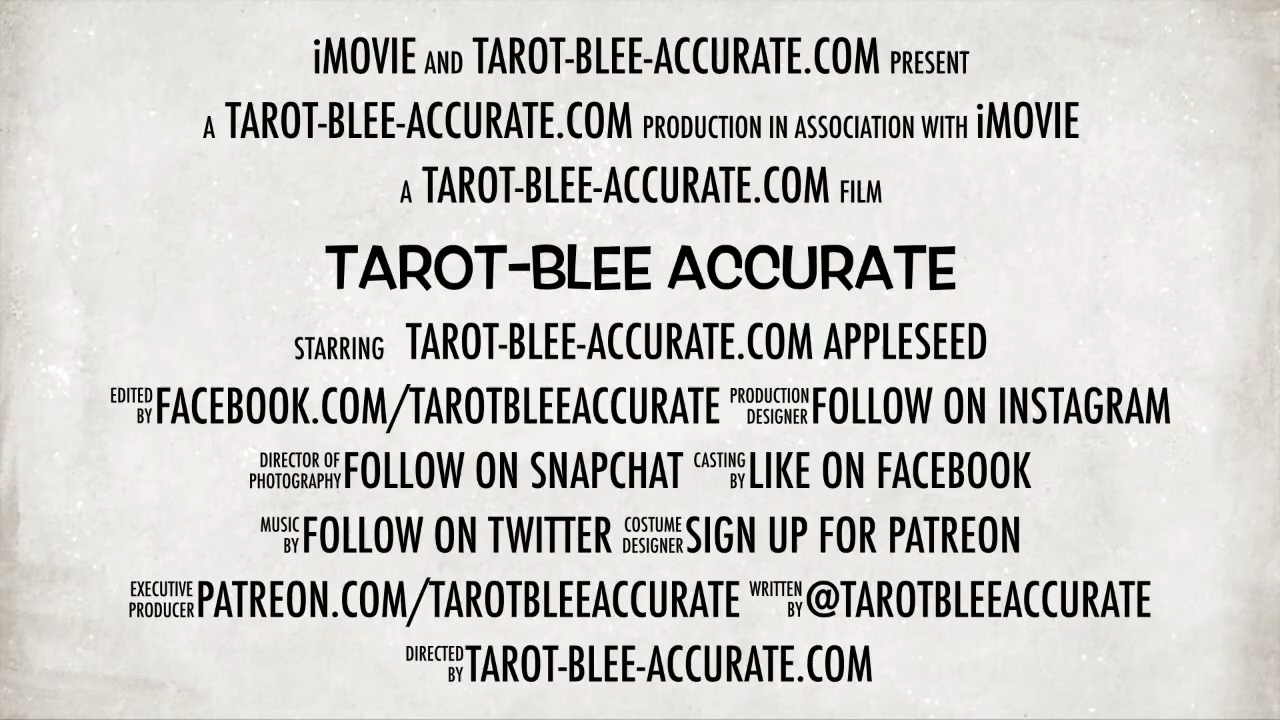 iMOVIE AND TAROT-BLEE-ACCURATE.COM PRESENT
A TAROT-BLEE-ACCURATE.COM PRODUCTION IN ASSOCIATION WITH iMOVIE
A TAROT-BLEE-ACCURATE.COM FILM
TAROT-BLEE ACCURATE
STARRING TAROT-BLEE-ACCURATE.COM APPLESEED
EDITED BY FACEBOOK.COM/TAROTBLEEACCURATE PRODUCTION DESIGNER FOLLOW ON INSTAGRAM
DIRECTOR OF PHOTOGRAPHY FOLLOW ON SNAPCHAT CASTING BY LIKE ON FACEBOOK
MUSIC BY FOLLOW ON TWITTER COSTUME DESIGNER SIGN UP FOR PATREON
EXECUTIVE PRODUCER PATREON.COM/TAROTBLEEACCURATE WRITTEN BY @TAROTBLEEACCURATE
DIRECTED BY TAROT-BLEE-ACCURATE.COM